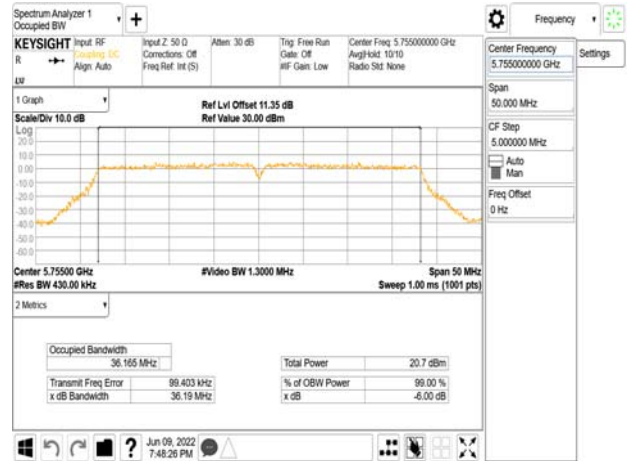 Spectrum Analyzer 1
Occupied BW
Frequency
KEYSIGHT Input: RF Input Z: 50 Ω Atten: 30 dB Trig: Free Run Center Freq: 5.755000000 GHz
R Coupling: DC Corrections: Off Gate: Off Avg|Hold: 10/10
Align: Auto Freq Ref: Int (S) #IF Gain: Low Radio Std: None
Center Frequency
5.755000000 GHz
Settings
Span
50.000 MHz
CF Step
5.000000 MHz
Auto
Man
Freq Offset
0 Hz
1 Graph
Ref Lvl Offset 11.35 dB
Scale/Div 10.0 dB Ref Value 30.00 dBm
Log
20.0
10.0
0.00
-10.0
-20.0
-30.0
-40.0
-50.0
-60.0
Center 5.75500 GHz #Video BW 1.3000 MHz Span 50 MHz
#Res BW 430.00 kHz Sweep 1.00 ms (1001 pts)
2 Metrics
Occupied Bandwidth
36.165 MHz
Total Power 20.7 dBm
Transmit Freq Error 99.403 kHz % of OBW Power 99.00 %
x dB Bandwidth 36.19 MHz x dB -6.00 dB
Jun 09, 2022
7:48:26 PM